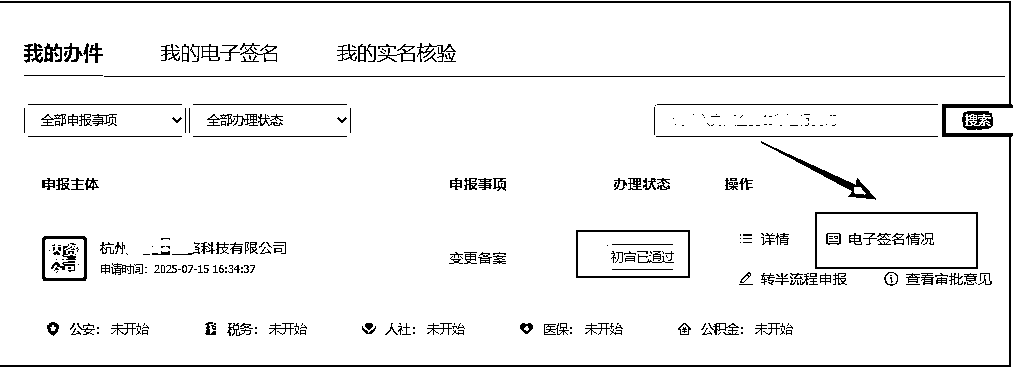 我的办件 我的电子签名 我的实名核验
全部申报事项 全部办理状态 搜索
申报主体 申报事项 办理状态 操作
杭州 科技有限公司
申请时间：2025-07-15 16:34:37
变更备案 初审已通过
详情 电子签名情况
转半流程申报 查看审批意见
公安：未开始 税务：未开始 人社：未开始 医保：未开始 公积金：未开始